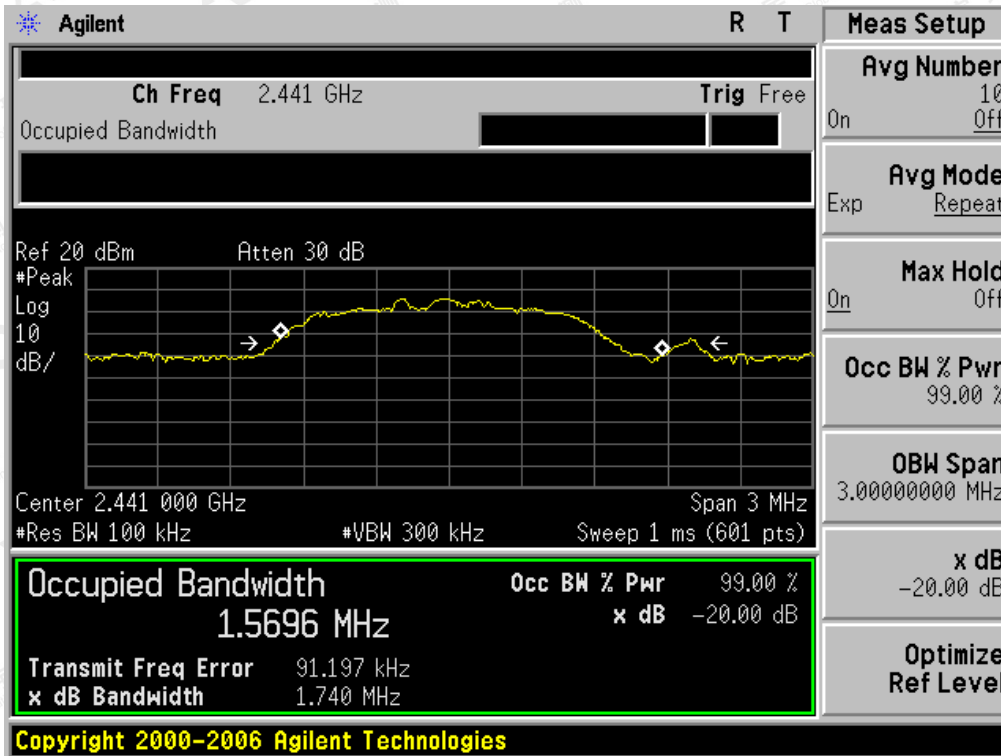 Agilent R T
Ch Freq 2.441 GHz Trig Free
Occupied Bandwidth
Ref 20 dBm Atten 30 dB
#Peak
Log
10
dB/
Center 2.441 000 GHz Span 3 MHz
#Res BW 100 kHz #VBW 300 kHz Sweep 1 ms (601 pts)
Occupied Bandwidth Occ BW % Pwr 99.00 %
1.5696 MHz x dB -20.00 dB
Transmit Freq Error 91.197 kHz
x dB Bandwidth 1.740 MHz
Copyright 2000-2006 Agilent Technologies
Meas Setup
Avg Number
10
On Off
Avg Mode
Exp Repeat
Max Hold
On Off
Occ BW % Pwr
99.00 %
OBW Span
3.00000000 MHz
x dB
-20.00 dB
Optimize
Ref Level